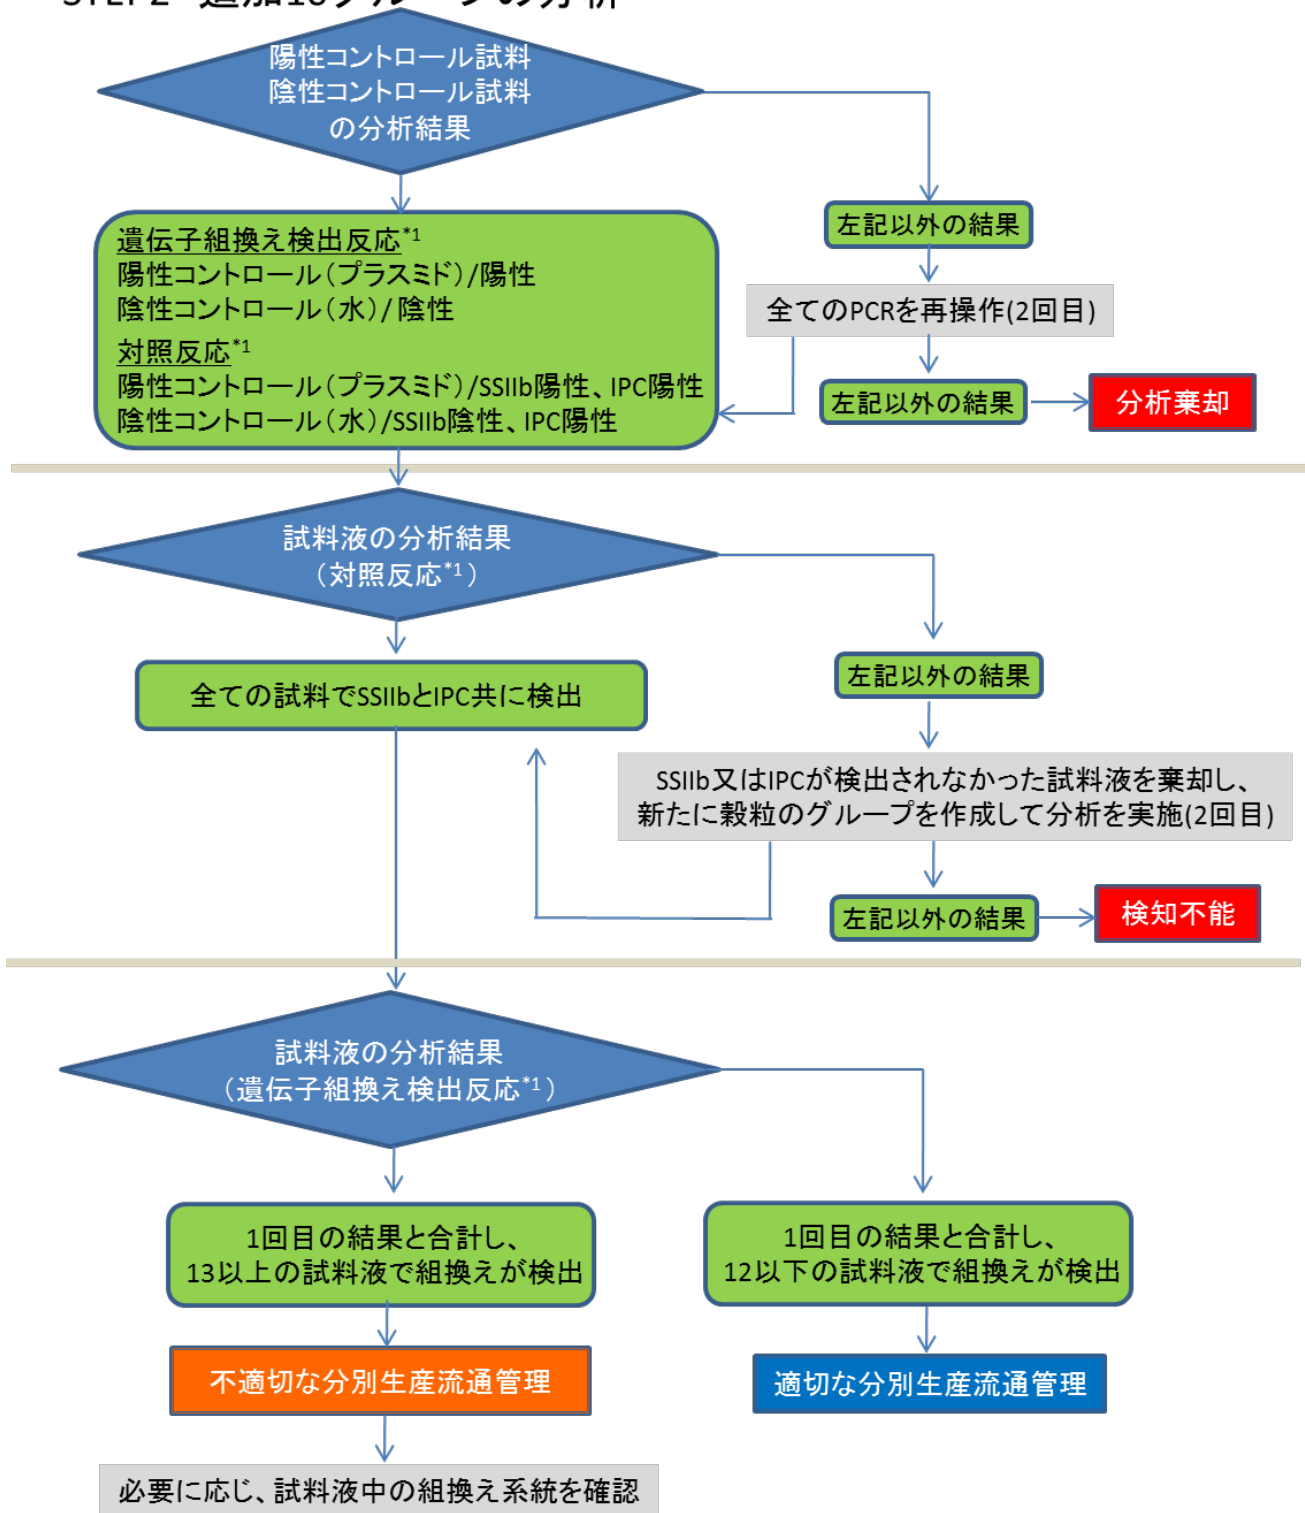 STEP2 追加10グループの分析
陽性コントロール試料
陰性コントロール試料
の分析結果
遺伝子組換え検出反応*1
陽性コントロール（プラスミド）/陽性
陰性コントロール（水）/陰性
対照反応*1
陽性コントロール（プラスミド）/SSIIb陽性、IPC陽性
陰性コントロール（水）/SSIIb陰性、IPC陽性
左記以外の結果
全てのPCRを再操作(2回目)
左記以外の結果
分析棄却
試料液の分析結果
（対照反応*1）
全ての試料でSSIIbとIPC共に検出
左記以外の結果
SSIIb又はIPCが検出されなかった試料液を棄却し、
新たに穀粒のグループを作成して分析を実施(2回目)
左記以外の結果
検知不能
試料液の分析結果
（遺伝子組換え検出反応*1）
1回目の結果と合計し、
13以上の試料液で組換えが検出
1回目の結果と合計し、
12以下の試料液で組換えが検出
不適切な分別生産流通管理
適切な分別生産流通管理
必要に応じ、試料液中の組換え系統を確認